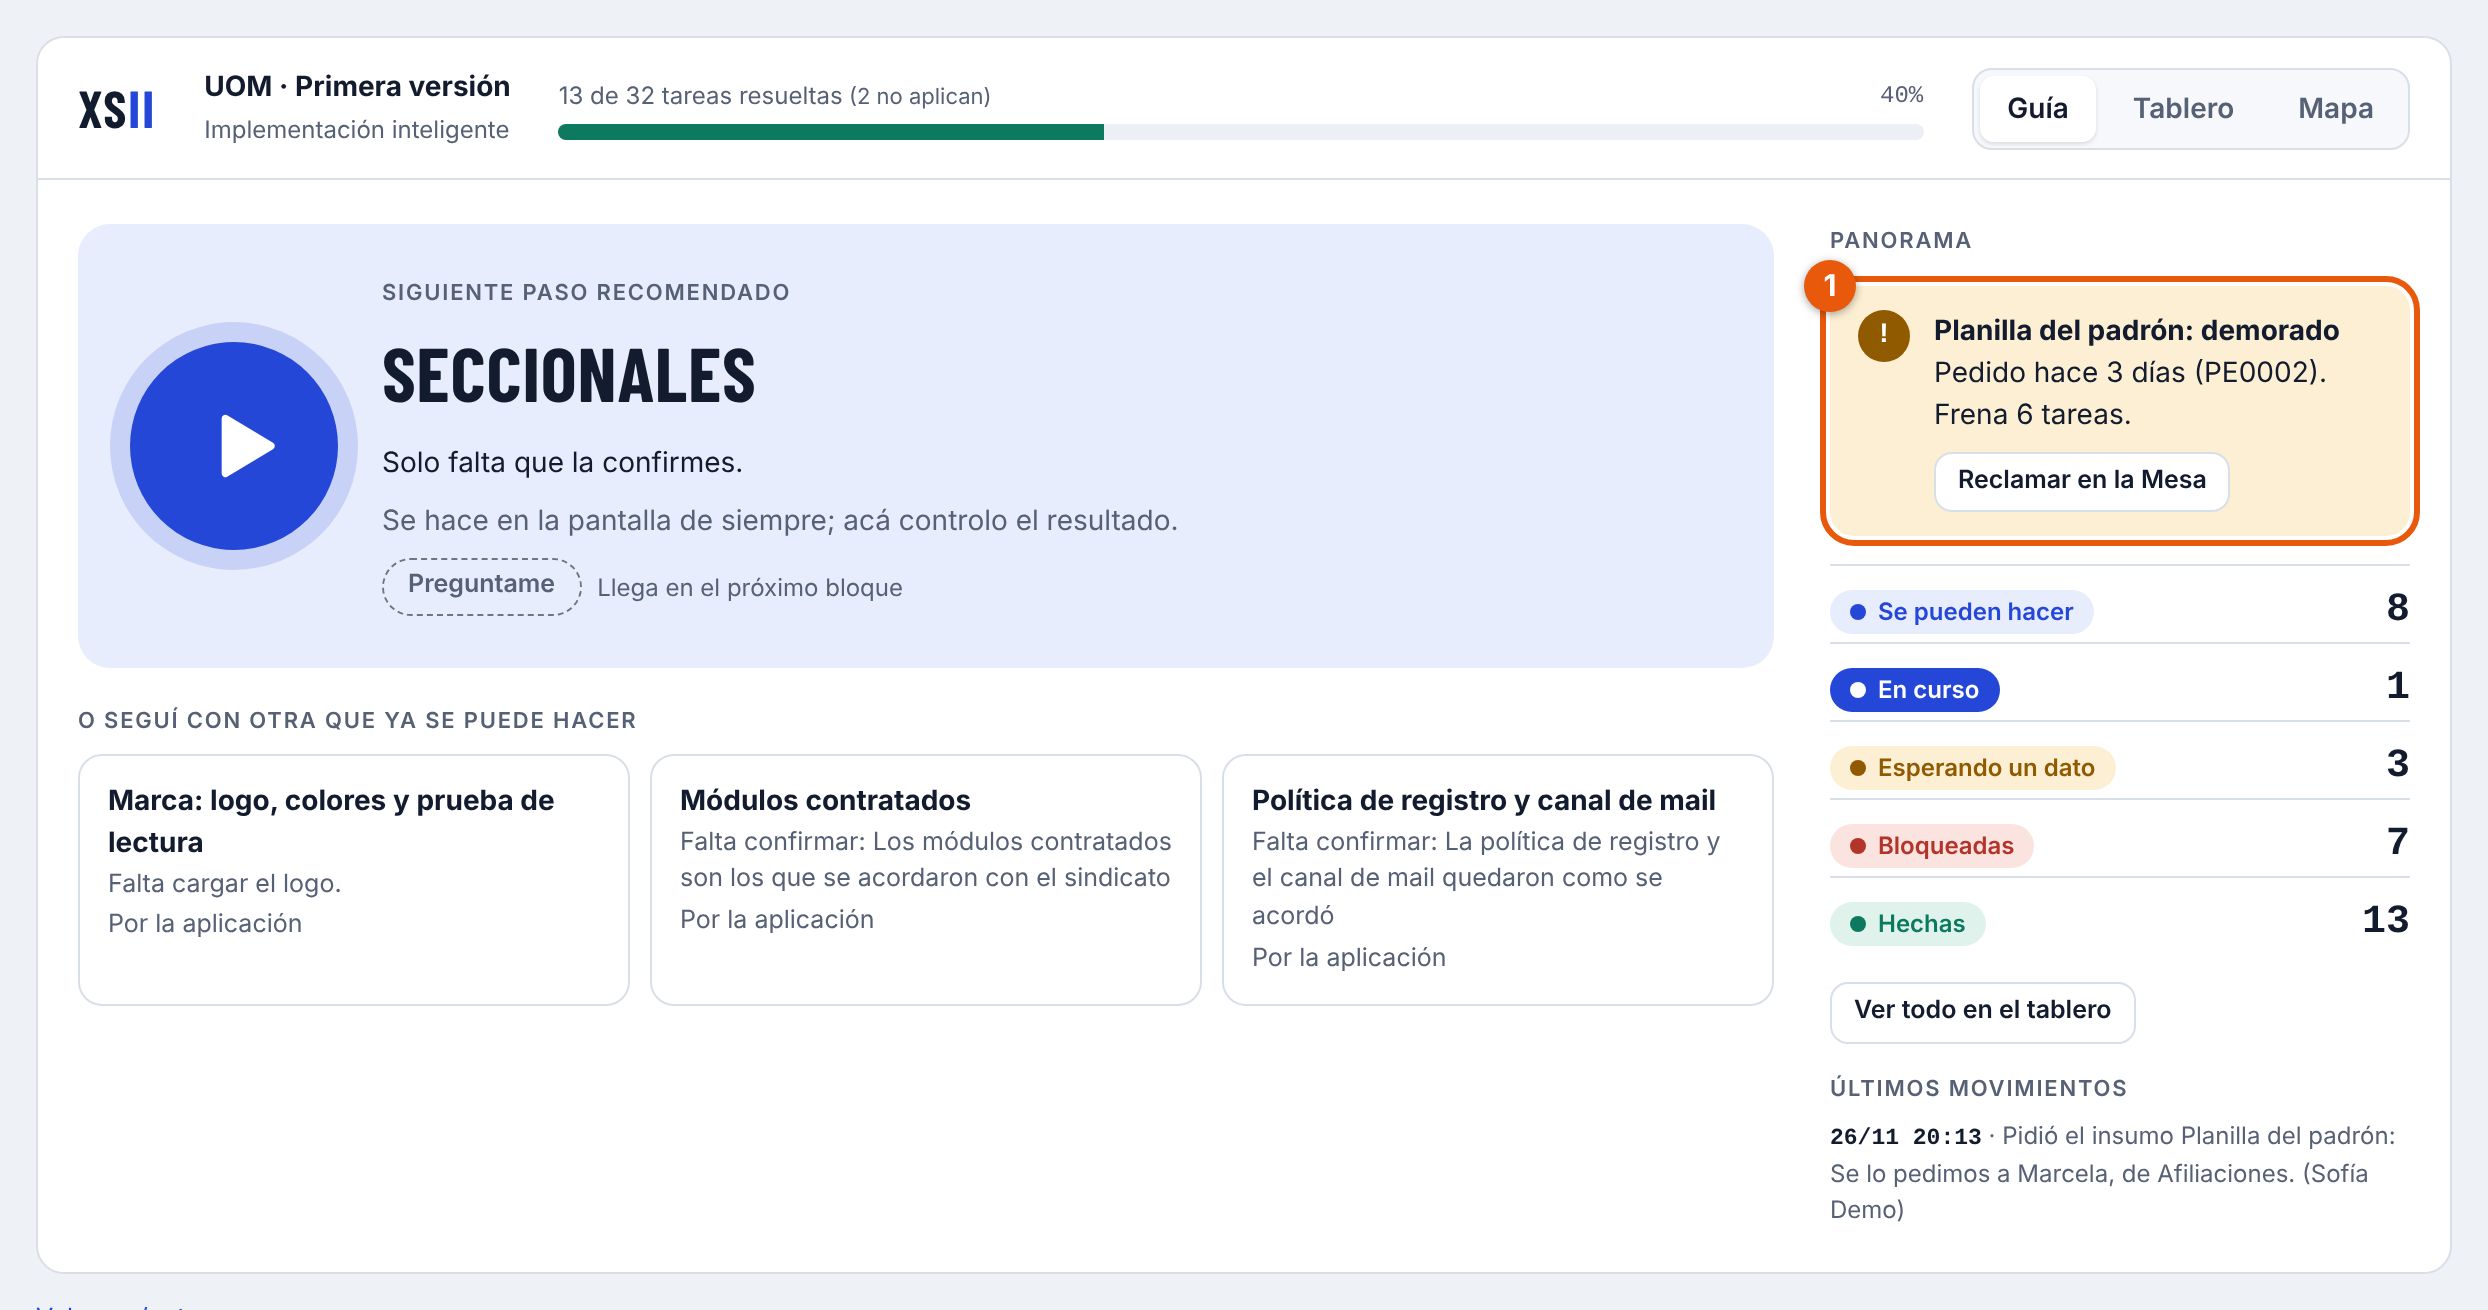 XSII
UOM · Primera versión
Implementación inteligente
13 de 32 tareas resueltas (2 no aplican)
40%
Guía
Tablero
Mapa
SIGUIENTE PASO RECOMENDADO
SECCIONALES
Solo falta que la confirmes.
Se hace en la pantalla de siempre; acá controlo el resultado.
Preguntame
Llega en el próximo bloque
O SEGUÍ CON OTRA QUE YA SE PUEDE HACER
Marca: logo, colores y prueba de
lectura
Falta cargar el logo.
Por la aplicación
Módulos contratados
Falta confirmar: Los módulos contratados
son los que se acordaron con el sindicato
Por la aplicación
Política de registro y canal de mail
Falta confirmar: La política de registro y
el canal de mail quedaron como se
acordó
Por la aplicación
PANORAMA
1
!
Planilla del padrón: demorado
Pedido hace 3 días (PE0002).
Frena 6 tareas.
Reclamar en la Mesa
Se pueden hacer 8
En curso 1
Esperando un dato 3
Bloqueadas 7
Hechas 13
Ver todo en el tablero
ÚLTIMOS MOVIMIENTOS
26/11 20:13 · Pidió el insumo Planilla del padrón:
Se lo pedimos a Marcela, de Afiliaciones. (Sofía
Demo)